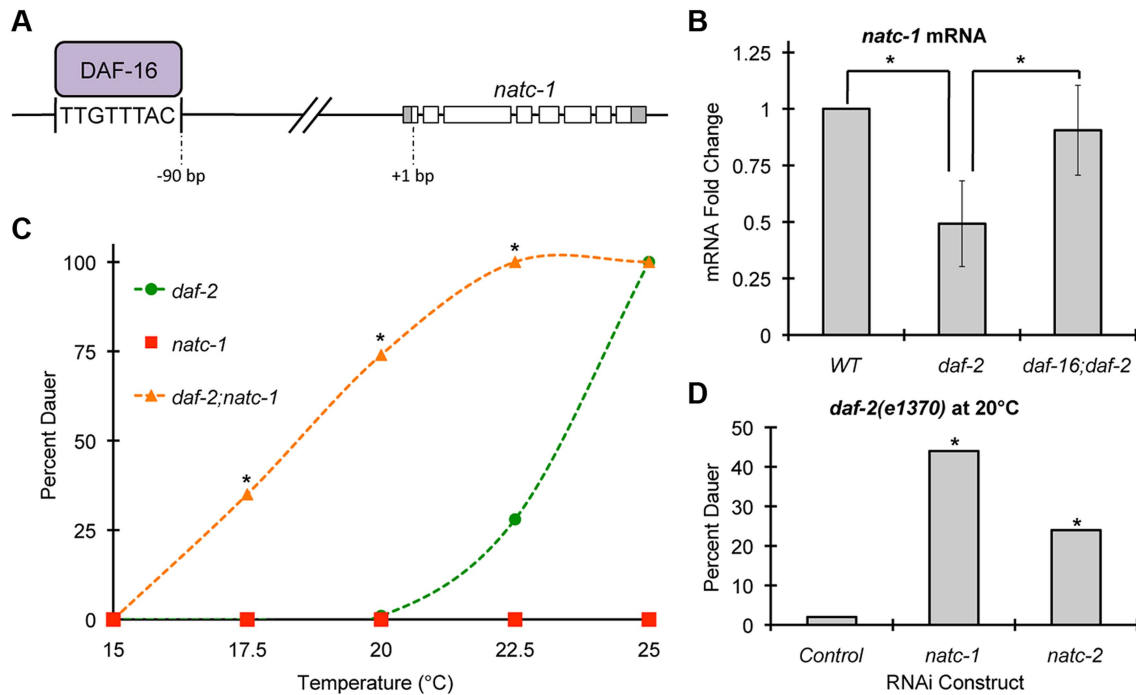 A
DAF-16
TTGTTTAC
natc-1
-90 bp
+1 bp
B
natc-1 mRNA
* *
mRNA Fold Change
1.25
1
0.75
0.5
0.25
0
WT daf-2 daf-16;daf-2
C
Percent Dauer
100
75
50
25
0
daf-2
natc-1
daf-2;natc-1
* * *
15 17.5 20 22.5 25
Temperature (°C)
D
daf-2(e1370) at 20°C
Percent Dauer
50
40
30
20
10
0
* *
Control natc-1 natc-2
RNAi Construct